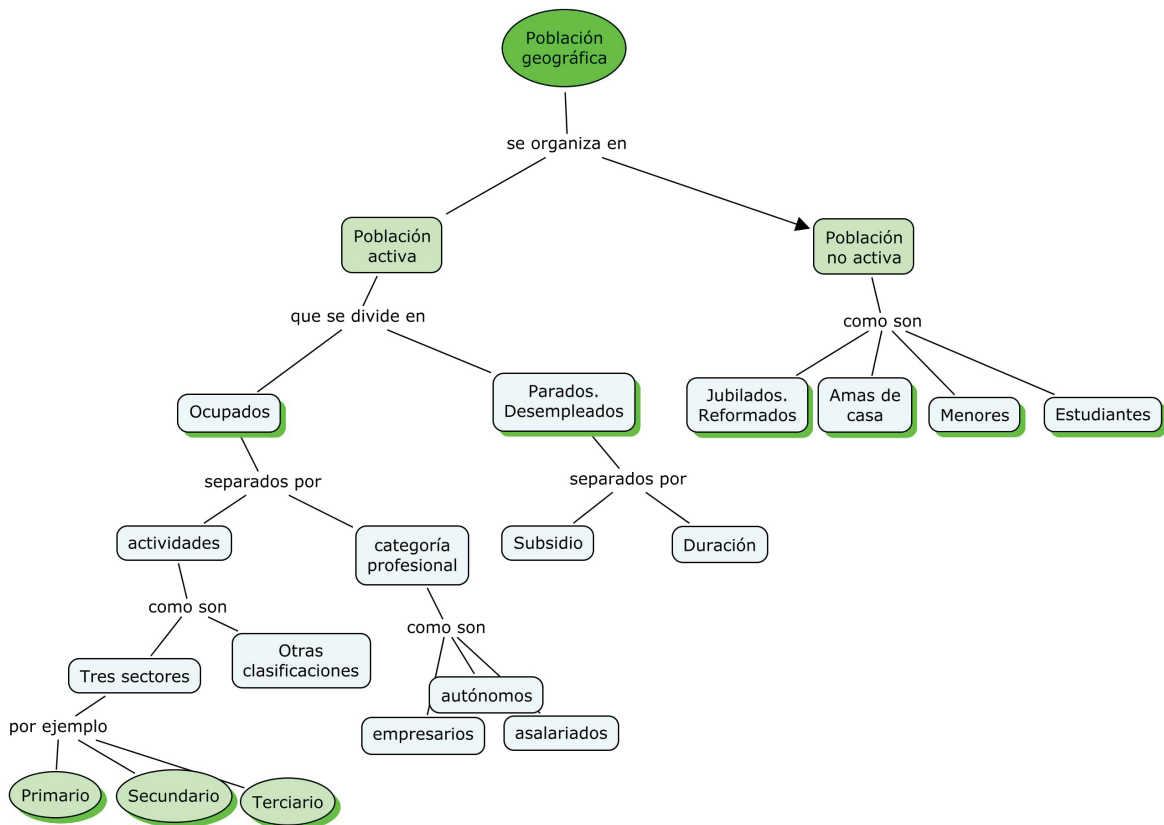 Población
geográfica
se organiza en
Población
activa
Población
no activa
que se divide en
como son
Ocupados
Parados.
Desempleados
Jubilados.
Reformados
Amas de
casa
Menores
Estudiantes
separados por
separados por
actividades
categoría
profesional
Subsidio
Duración
como son
como son
Tres sectores
Otras
clasificaciones
autónomos
empresarios
asalariados
por ejemplo
Primario
Secundario
Terciario